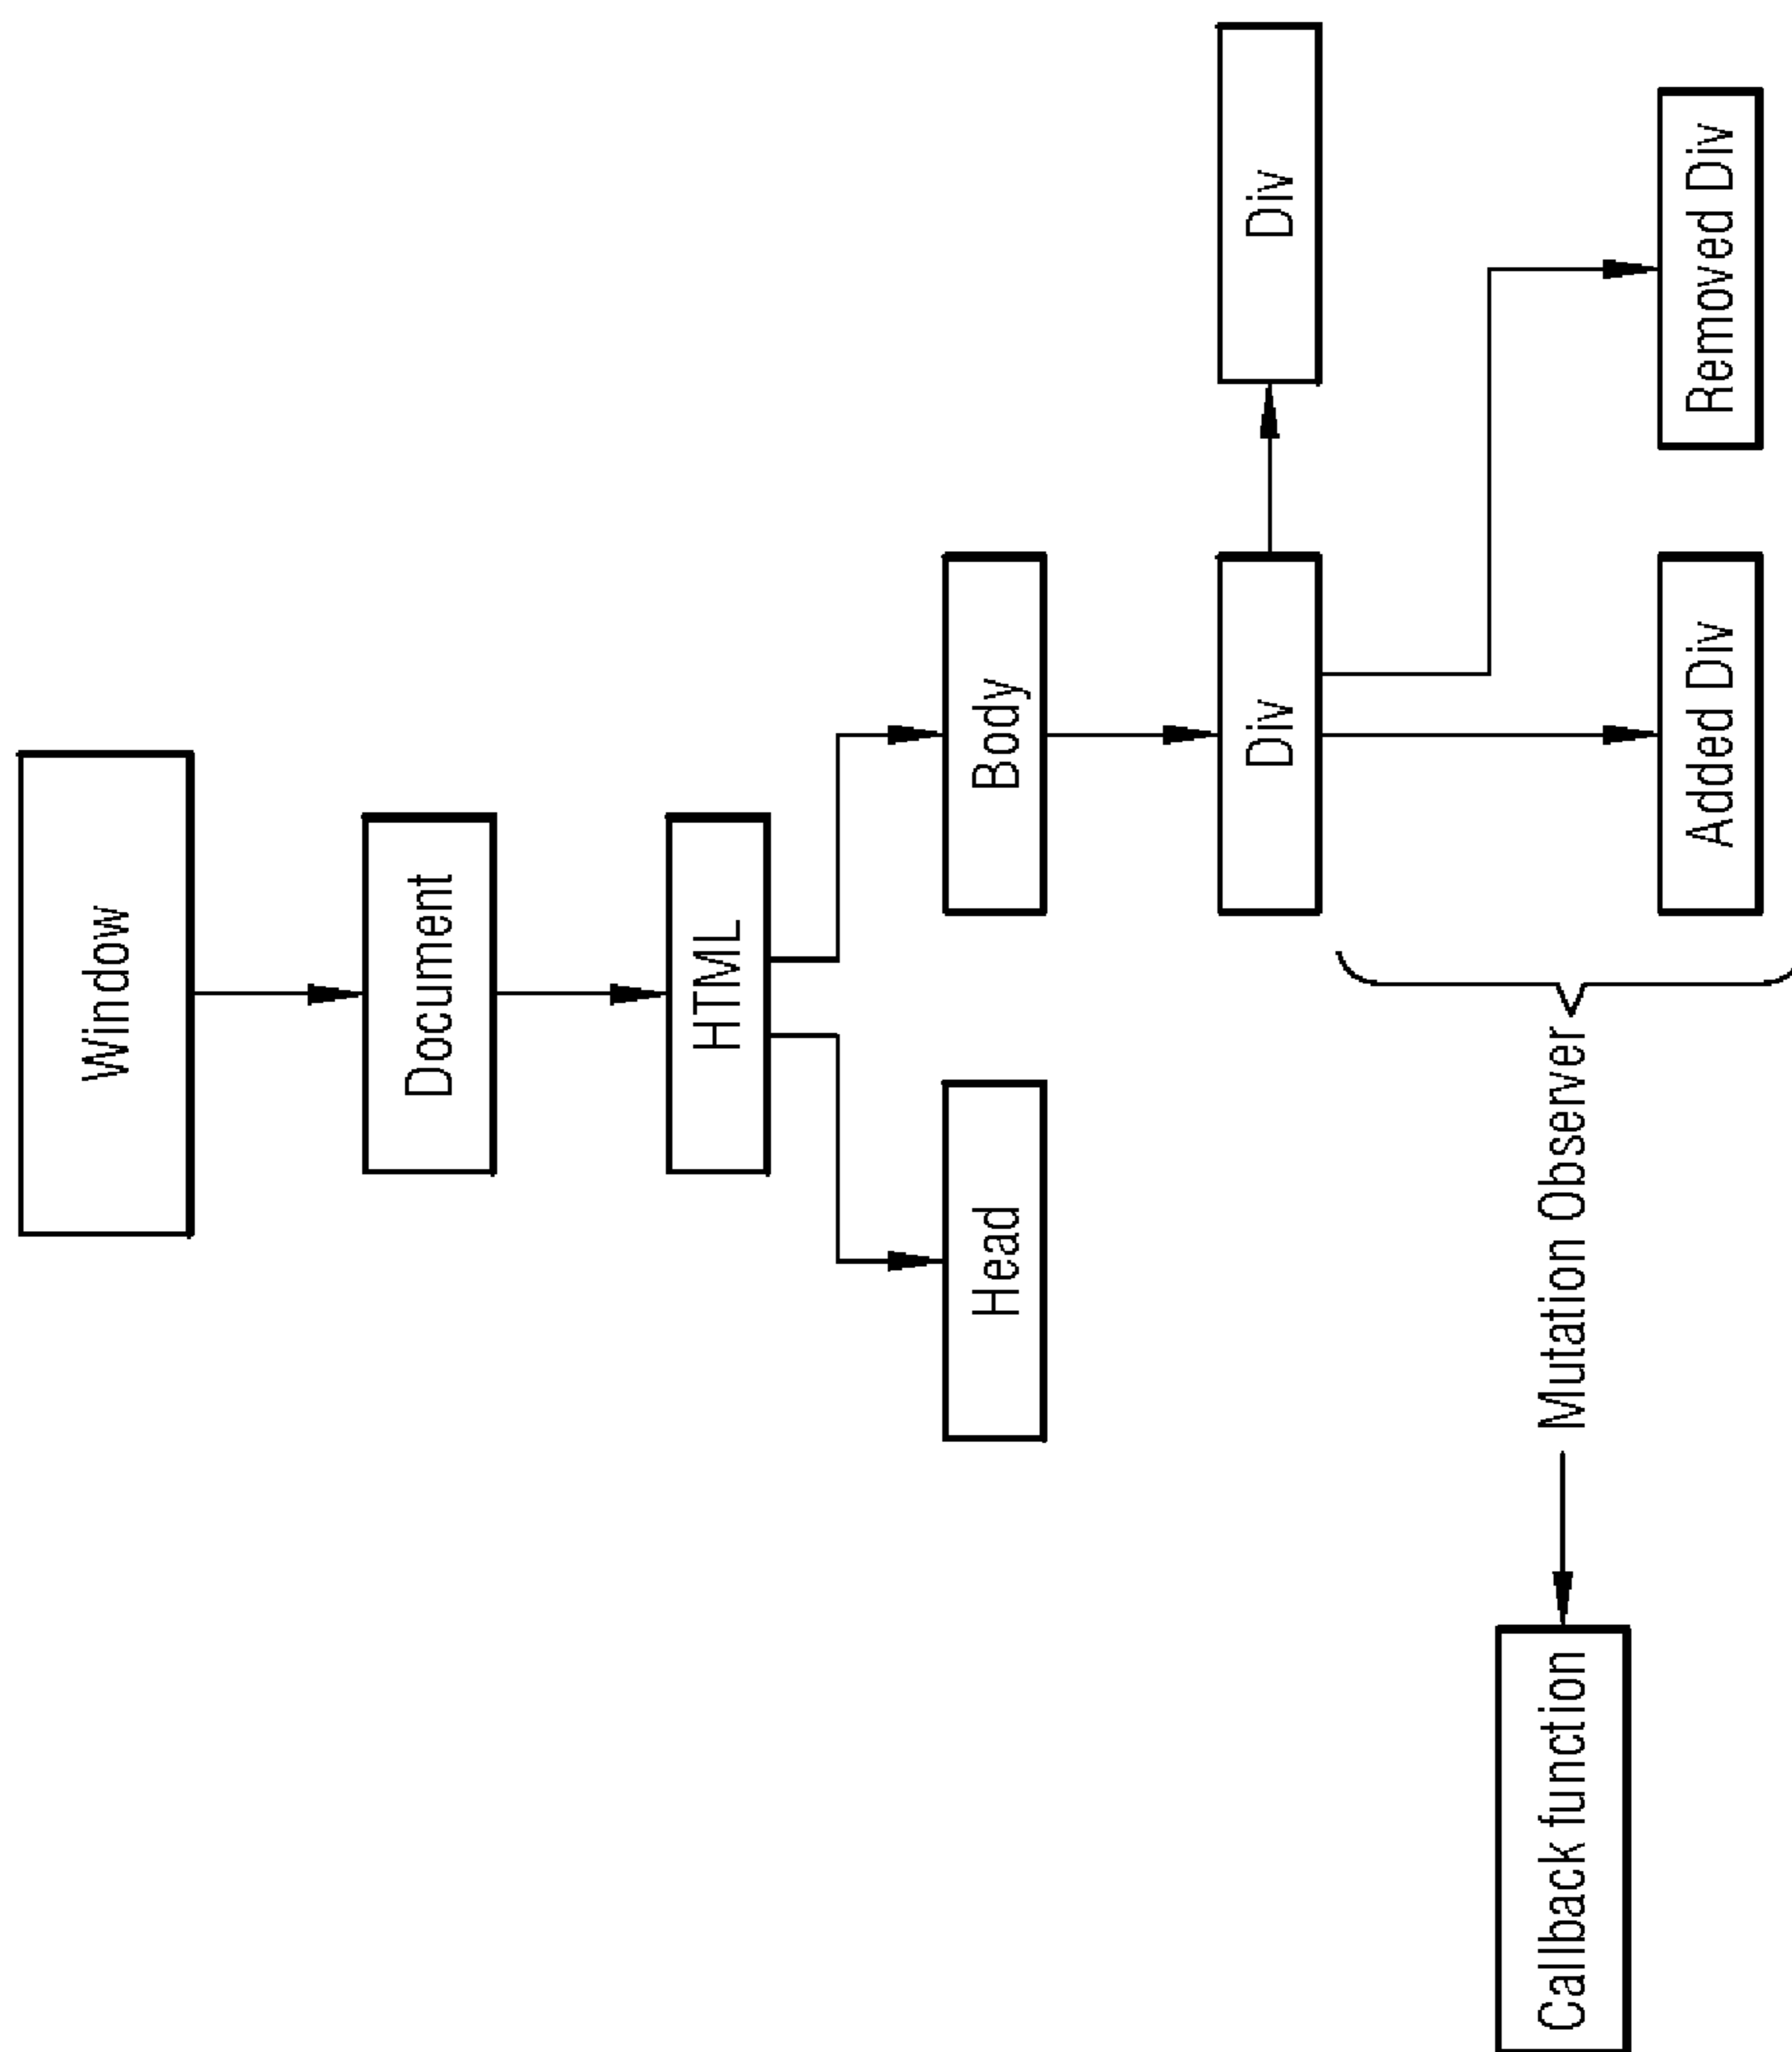 Window
Document
HTML
Head
Body
Div
Div
Mutation Observer
Callback function
Added Div
Removed Div